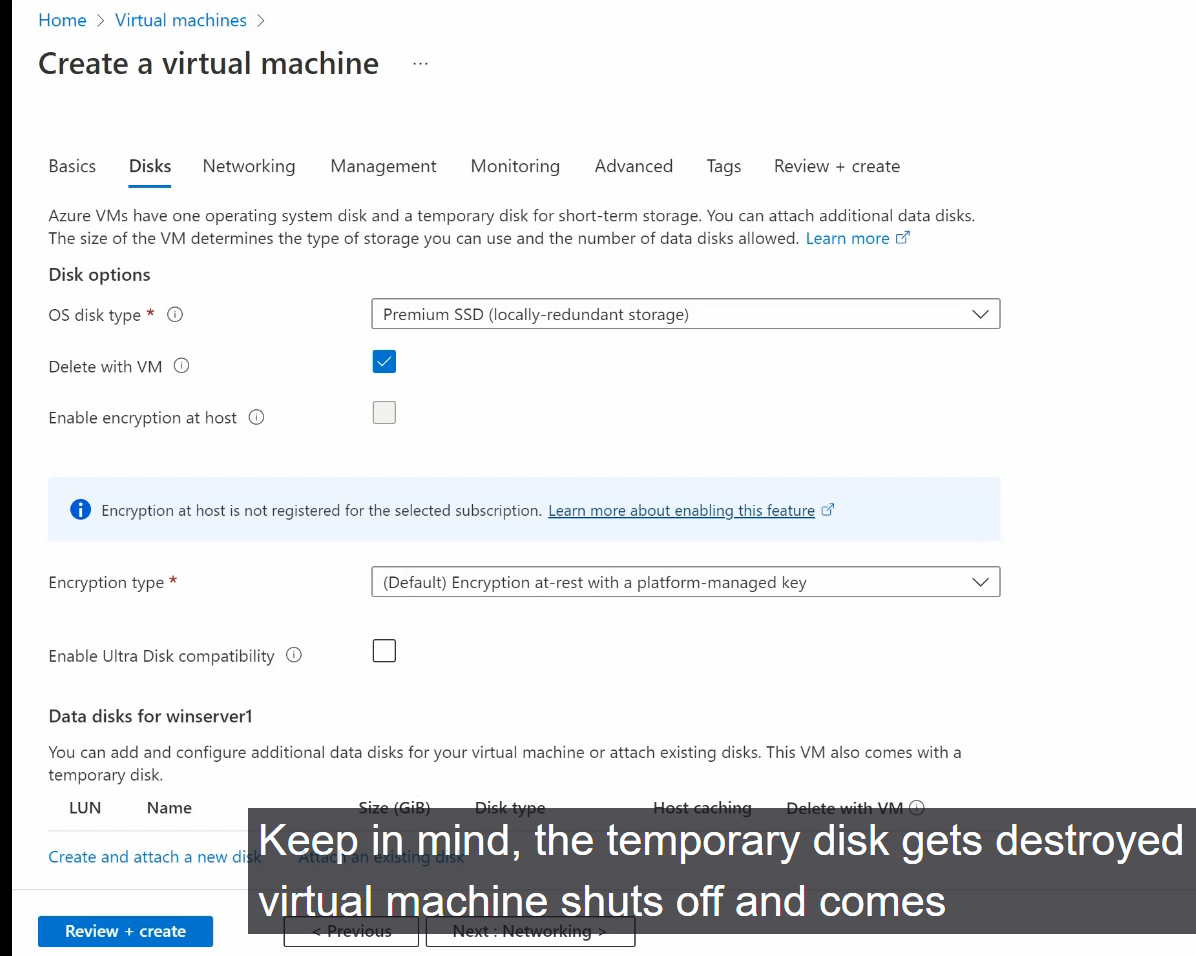 Home > Virtual machines >
Create a virtual machine ...
Basics Disks Networking Management Monitoring Advanced Tags Review + create
Azure VMs have one operating system disk and a temporary disk for short-term storage. You can attach additional data disks.
The size of the VM determines the type of storage you can use and the number of data disks allowed. Learn more
Disk options
OS disk type * Premium SSD (locally-redundant storage)
Delete with VM
Enable encryption at host
Encryption at host is not registered for the selected subscription. Learn more about enabling this feature
Encryption type * (Default) Encryption at-rest with a platform-managed key
Enable Ultra Disk compatibility
Data disks for winserver1
You can add and configure additional data disks for your virtual machine or attach existing disks. This VM also comes with a
temporary disk.
LUN Name Size (GiB) Disk type Host caching Delete with VM
Create and attach a new disk Attach an existing disk
Keep in mind, the temporary disk gets destroyed
virtual machine shuts off and comes
Review + create < Previous Next : Networking >